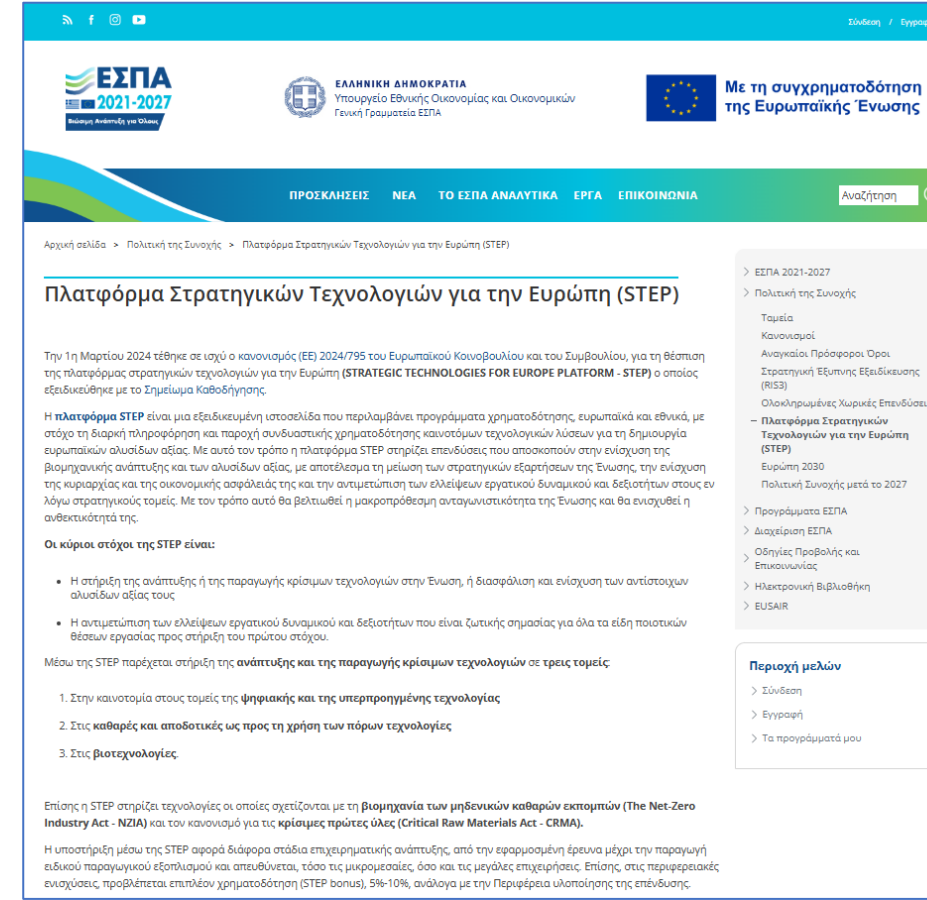 Σύνδεση / Εγγραφ
ΕΣΠΑ
2021-2027
Βιώσιμη Ανάπτυξη για Όλους
ΕΛΛΗΝΙΚΗ ΔΗΜΟΚΡΑΤΙΑ
Υπουργείο Εθνικής Οικονομίας και Οικονομικών
Γενική Γραμματεία ΕΣΠΑ
Με τη συγχρηματοδότηση
της Ευρωπαϊκής Ένωσης
ΠΡΟΣΚΛΗΣΕΙΣ ΝΕΑ ΤΟ ΕΣΠΑ ΑΝΑΛΥΤΙΚΑ ΕΡΓΑ ΕΠΙΚΟΙΝΩΝΙΑ
Αναζήτηση
Αρχική σελίδα > Πολιτική της Συνοχής > Πλατφόρμα Στρατηγικών Τεχνολογιών για την Ευρώπη (STEP)
Πλατφόρμα Στρατηγικών Τεχνολογιών για την Ευρώπη (STEP)
Την 1η Μαρτίου 2024 τέθηκε σε ισχύ ο κανονισμός (ΕΕ) 2024/795 του Ευρωπαϊκού Κοινοβουλίου και του Συμβουλίου, για τη θέσπιση
της πλατφόρμας στρατηγικών τεχνολογιών για την Ευρώπη (STRATEGIC TECHNOLOGIES FOR EUROPE PLATFORM - STEP) ο οποίος
εξειδικεύθηκε με το Σημείωμα Καθοδήγησης.
Η πλατφόρμα STEP είναι μια εξειδικευμένη ιστοσελίδα που περιλαμβάνει προγράμματα χρηματοδότησης, ευρωπαϊκά και εθνικά, με
στόχο τη διαρκή πληροφόρηση και παροχή συνδυαστικής χρηματοδότησης καινοτόμων τεχνολογικών λύσεων για τη δημιουργία
ευρωπαϊκών αλυσίδων αξίας. Με αυτό τον τρόπο η πλατφόρμα STEP στηρίζει επενδύσεις που αποσκοπούν στην ενίσχυση της
βιομηχανικής ανάπτυξης και των αλυσίδων αξίας, με αποτέλεσμα τη μείωση των στρατηγικών εξαρτήσεων της Ένωσης, την ενίσχυση
της κυριαρχίας και της οικονομικής ασφάλειάς της και την αντιμετώπιση των ελλείψεων εργατικού δυναμικού και δεξιοτήτων στους εν
λόγω στρατηγικούς τομείς. Με τον τρόπο αυτό θα βελτιωθεί η μακροπρόθεσμη ανταγωνιστικότητα της Ένωσης και θα ενισχυθεί η
ανθεκτικότητά της.
Οι κύριοι στόχοι της STEP είναι:
• Η στήριξη της ανάπτυξης ή της παραγωγής κρίσιμων τεχνολογιών στην Ένωση, ή διασφάλιση και ενίσχυση των αντίστοιχων
αλυσίδων αξίας τους
• Η αντιμετώπιση των ελλείψεων εργατικού δυναμικού και δεξιοτήτων που είναι ζωτικής σημασίας για όλα τα είδη ποιοτικών
θέσεων εργασίας προς στήριξη του πρώτου στόχου.
Μέσω της STEP παρέχεται στήριξη της ανάπτυξης και της παραγωγής κρίσιμων τεχνολογιών σε τρεις τομείς:
1. Στην καινοτομία στους τομείς της ψηφιακής και της υπερπροηγμένης τεχνολογίας
2. Στις καθαρές και αποδοτικές ως προς τη χρήση των πόρων τεχνολογίες
3. Στις βιοτεχνολογίες.
Επίσης η STEP στηρίζει τεχνολογίες οι οποίες σχετίζονται με τη βιομηχανία των μηδενικών καθαρών εκπομπών (The Net-Zero
Industry Act - NZIA) και τον κανονισμό για τις κρίσιμες πρώτες ύλες (Critical Raw Materials Act - CRMA).
Η υποστήριξη μέσω της STEP αφορά διάφορα στάδια επιχειρηματικής ανάπτυξης, από την εφαρμοσμένη έρευνα μέχρι την παραγωγή
ειδικού παραγωγικού εξοπλισμού και απευθύνεται, τόσο τις μικρομεσαίες, όσο και τις μεγάλες επιχειρήσεις. Επίσης, στις περιφερειακές
ενισχύσεις, προβλέπεται επιπλέον χρηματοδότηση (STEP bonus), 5%-10%, ανάλογα με την Περιφέρεια υλοποίησης της επένδυσης.
> ΕΣΠΑ 2021-2027
> Πολιτική της Συνοχής
Ταμεία
Κανονισμοί
Αναγκαίοι Πρόσφοροι Όροι
Στρατηγική Έξυπνης Εξειδίκευσης
(RIS3)
Ολοκληρωμένες Χωρικές Επενδύσει
– Πλατφόρμα Στρατηγικών
Τεχνολογιών για την Ευρώπη
(STEP)
Ευρώπη 2030
Πολιτική Συνοχής μετά το 2027
> Προγράμματα ΕΣΠΑ
> Διαχείριση ΕΣΠΑ
> Οδηγίες Προβολής και
Επικοινωνίας
> Ηλεκτρονική Βιβλιοθήκη
> EUSAIR
Περιοχή μελών
> Σύνδεση
> Εγγραφή
> Τα προγράμματά μου